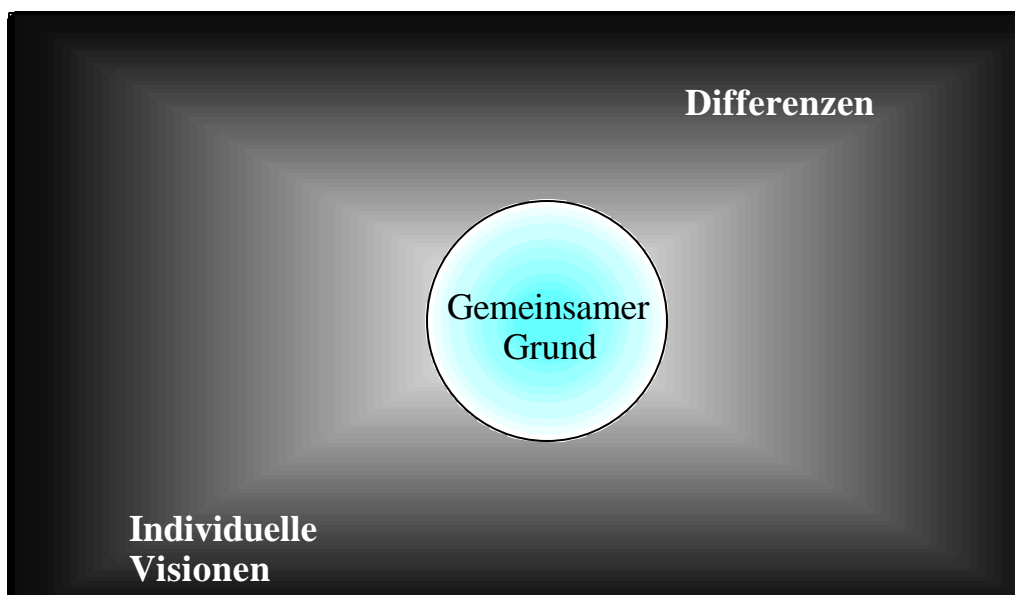 Differenzen
Gemeinsamer
Grund
Individuelle
Visionen